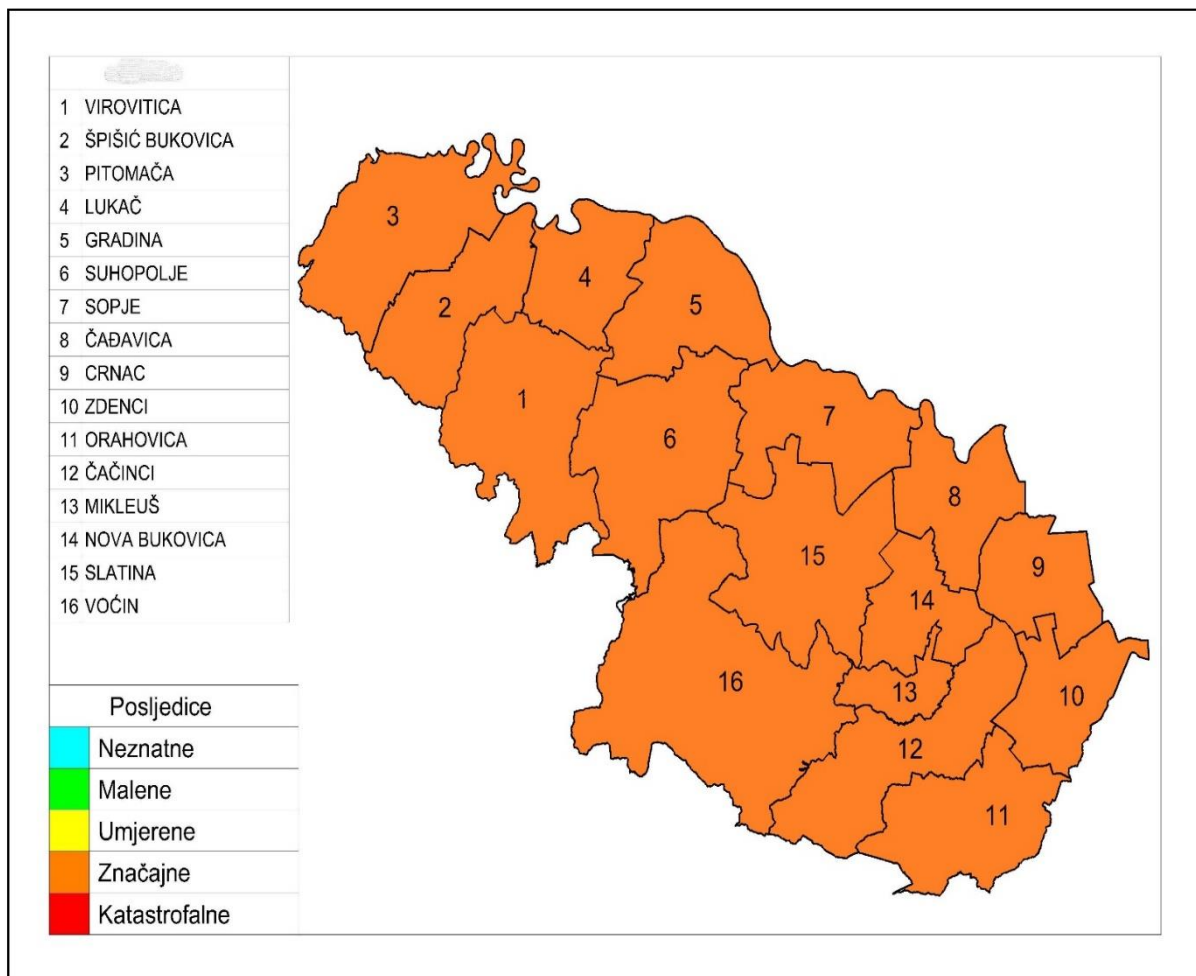 1 VIROVITICA
2 ŠPIŠIĆ BUKOVICA
3 PITOMAČA
4 LUKAČ
5 GRADINA
6 SUHOPOLJE
7 SOPJE
8 ČAĐAVICA
9 CRNAC
10 ZDENCI
11 ORAHOVICA
12 ČAČINCI
13 MIKLEUŠ
14 NOVA BUKOVICA
15 SLATINA
16 VOĆIN
Posljedice
Neznatne
Malene
Umjerene
Značajne
Katastrofalne
3
4
2
5
1
7
6
8
15
9
14
16
13
10
12
11